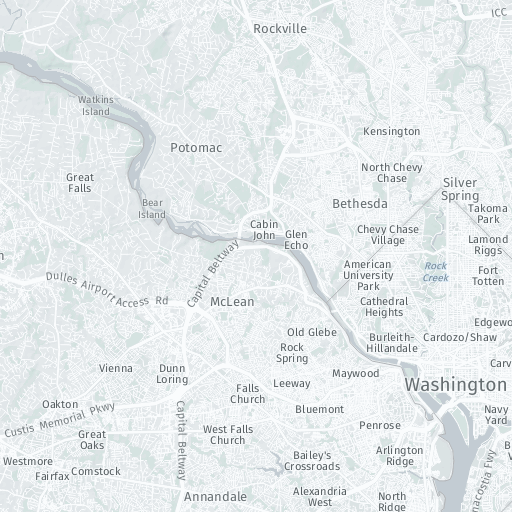 ICC
Rockville
Watkins
Island
Kensington
Potomac
North Chevy
Chase
Great
Falls
Silver
Spring
Bethesda
Bear
Island
Takoma
Park
Cabin
John
Glen
Echo
Chevy Chase
Village
Lamond
Riggs
n
American
University
Park
Rock
Creek
Fort
Totten
Capital Beltway
Dulles Airport Access Rd
McLean
Cathedral
Heights
Edgewo
Old Glebe
Burleith-
Hillandale
Cardozo/Shaw
Rock
Spring
Vienna
Dunn
Loring
Maywood
Carv
Leeway
Washington
Falls
Church
Oakton
Custis Memorial Pkwy
Capital Beltway
Bluemont
Navy
Yard
Great
Oaks
West Falls
Church
Penrose
B
V
Westmore
Fairfax
Comstock
Bailey's
Crossroads
Arlington
Ridge
nacostia Fwy
Annandale
Alexandria
West
North
Ridge